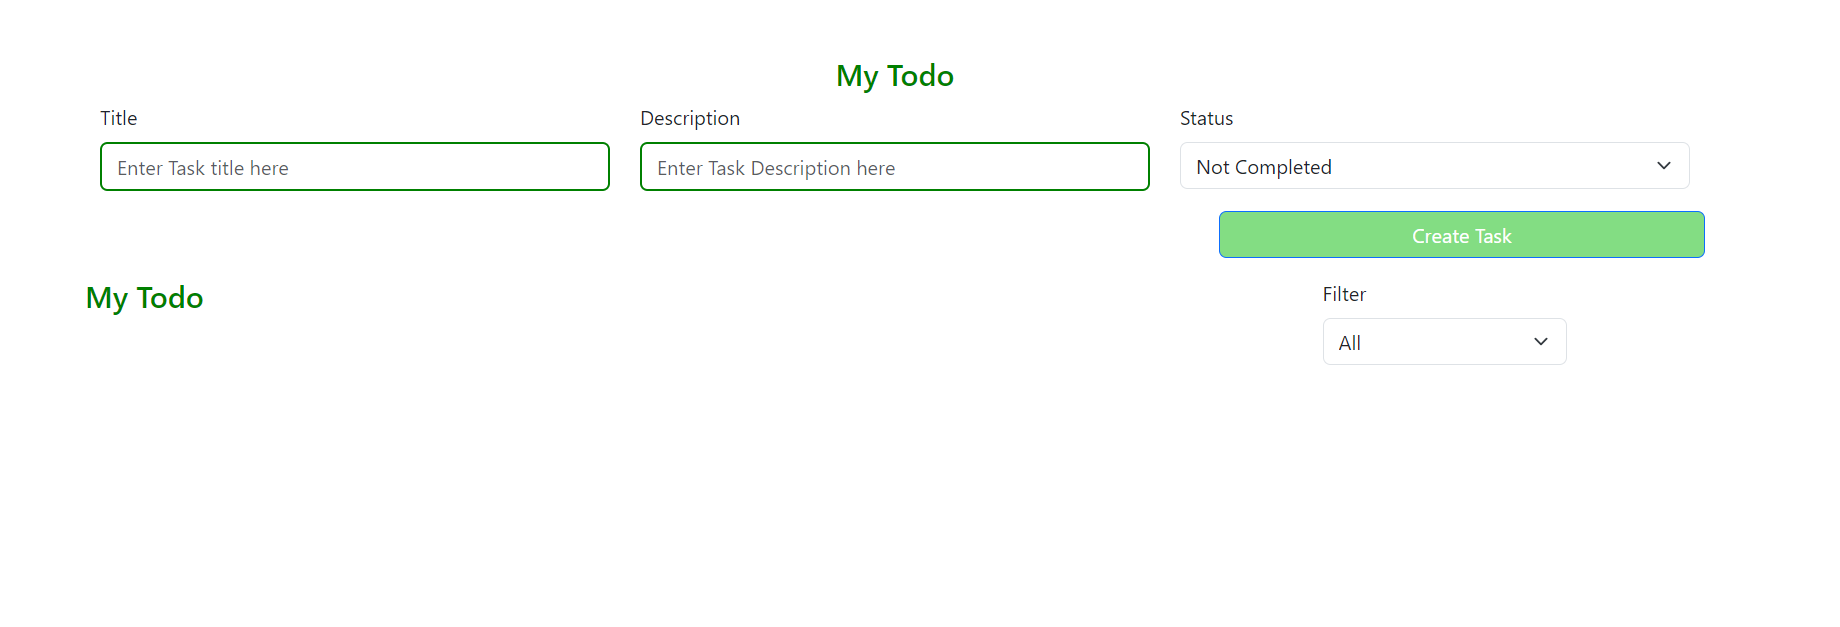 My Todo
Title Description Status
Enter Task title here Enter Task Description here Not Completed
Create Task
My Todo Filter
All